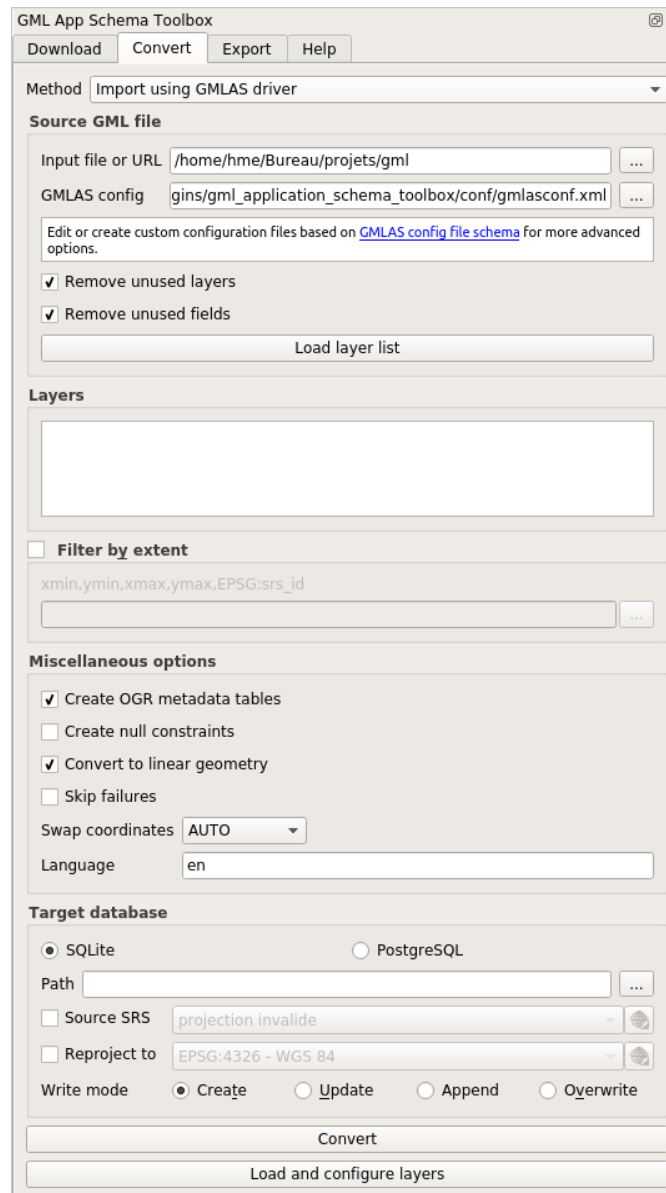 GML App Schema Toolbox
Download Convert Export Help
Method Import using GMLAS driver
Source GML file
Input file or URL /home/hme/Bureau/projets/gml ...
GMLAS config gins/gml_application_schema_toolbox/conf/gmlasconf.xml ...
Edit or create custom configuration files based on GMLAS config file schema for more advanced
options.
Remove unused layers
Remove unused fields
Load layer list
Layers
Filter by extent
xmin,ymin,xmax,ymax,EPSG:srs_id
...
Miscellaneous options
Create OGR metadata tables
Create null constraints
Convert to linear geometry
Skip failures
Swap coordinates AUTO
Language en
Target database
SQLite PostgreSQL
Path ...
Source SRS projection invalide
Reproject to EPSG:4326 - WGS 84
Write mode Create Update Append Overwrite
Convert
Load and configure layers